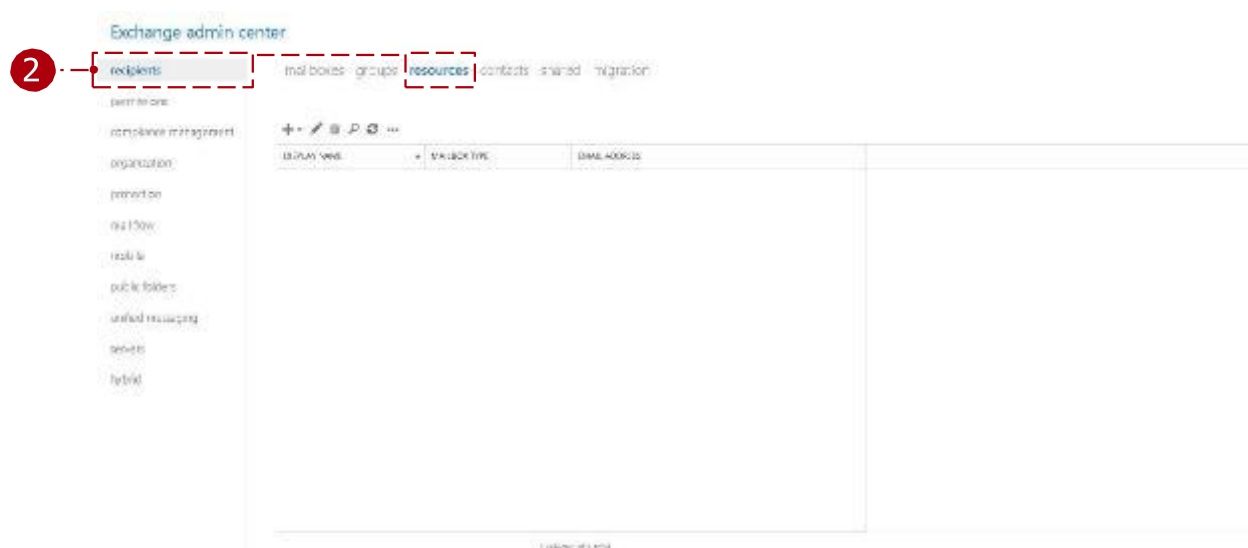 Exchange admin center
2
recipients
mailboxes groups resources contacts shared migration
permissions
compliance management
DISPLAY NAME MAILBOX TYPE EMAIL ADDRESS
organization
protection
mail flow
mobile
public folders
unified messaging
servers
hybrid